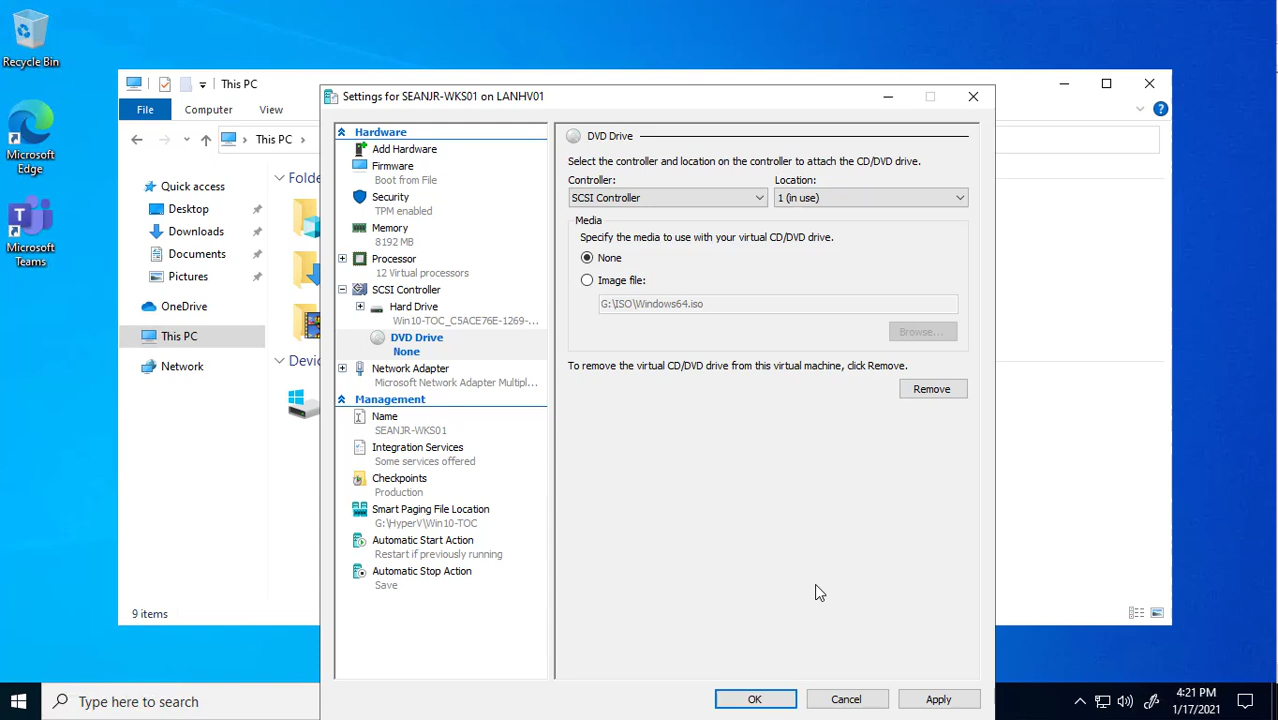 Recycle Bin
Microsoft
Edge
Microsoft
Teams
This PC
File
Computer
View
This PC
Quick access
Desktop
Downloads
Documents
Pictures
OneDrive
This PC
Network
Folde
Devic
9 items
Settings for SEANJR-WKS01 on LANHV01
Hardware
Add Hardware
Firmware
Boot from File
Security
TPM enabled
Memory
8192 MB
Processor
12 Virtual processors
SCSI Controller
Hard Drive
Win10-TOC_C5ACE76E-1269-...
DVD Drive
None
Network Adapter
Microsoft Network Adapter Multipl...
Management
Name
SEANJR-WKS01
Integration Services
Some services offered
Checkpoints
Production
Smart Paging File Location
G:\HyperV\Win10-TOC
Automatic Start Action
Restart if previously running
Automatic Stop Action
Save
DVD Drive
Select the controller and location on the controller to attach the CD/DVD drive.
Controller: Location:
SCSI Controller 1 (in use)
Media
Specify the media to use with your virtual CD/DVD drive.
None
Image file:
G:\ISO\Windows64.iso
Browse...
To remove the virtual CD/DVD drive from this virtual machine, click Remove.
Remove
OK Cancel Apply
Type here to search
4:21 PM
1/17/2021